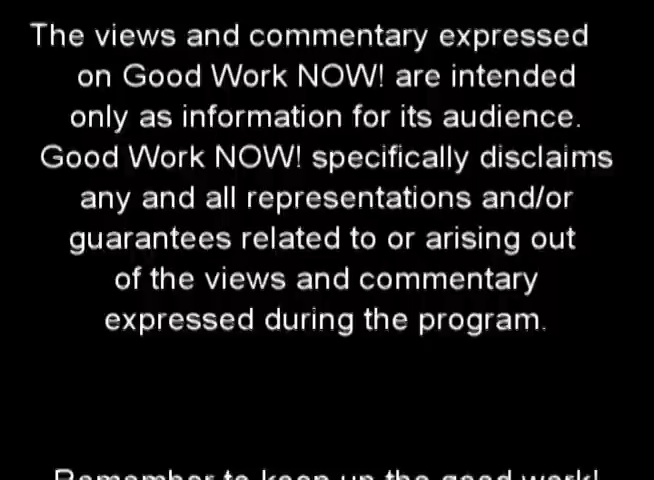 The views and commentary expressed
on Good Work NOW! are intended
only as information for its audience.
Good Work NOW! specifically disclaims
any and all representations and/or
guarantees related to or arising out
of the views and commentary
expressed during the program.
Remember to keep up the good work!